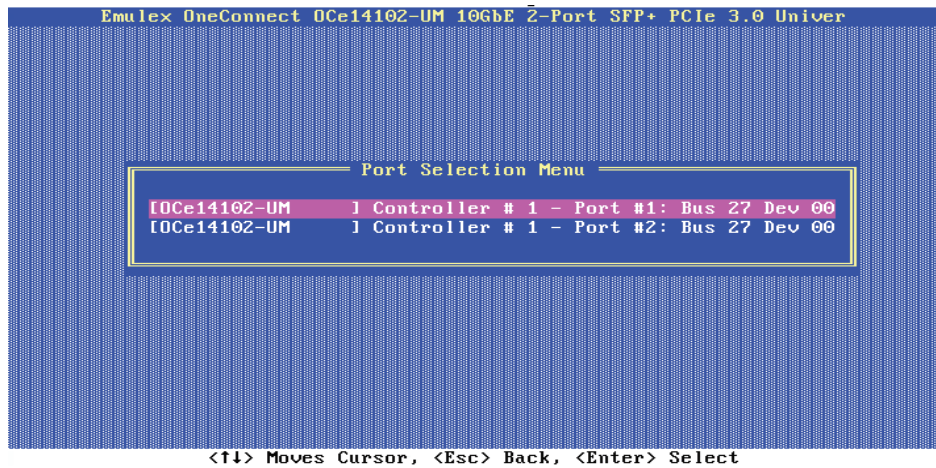 Emulex OneConnect OCe14102-UM 10GbE 2-Port SFP+ PCIe 3.0 Univer
Port Selection Menu
[OCe14102-UM ] Controller # 1 - Port #1: Bus 27 Dev 00
[OCe14102-UM ] Controller # 1 - Port #2: Bus 27 Dev 00
<↑↓> Moves Cursor, <Esc> Back, <Enter> Select